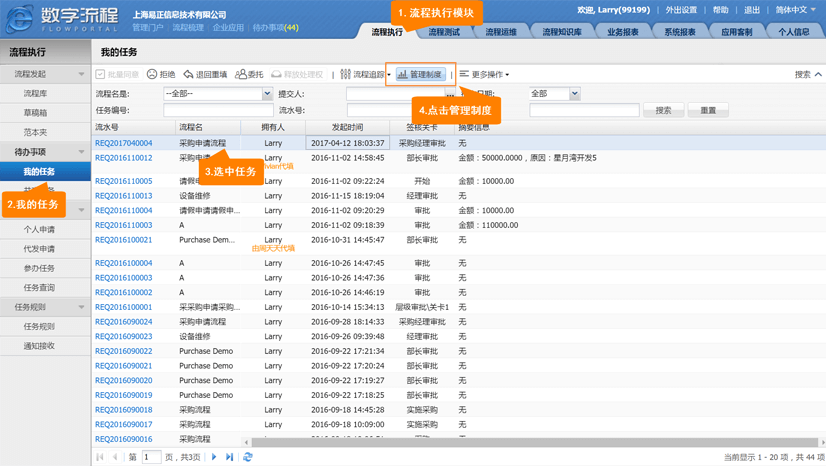 数字流程
FLOWPORTAL
上海易正信息技术有限公司
管理门户 | 流程梳理 | 企业应用 | 待办事项(44)
欢迎, Larry(99199) | 外出设置 | 帮助 | 退出 | 简体中文
1. 流程执行模块
流程执行 流程测试 流程运维 流程知识库 业务报表 系统报表 应用客制 个人信息
流程执行
我的任务
批量同意 拒绝 退回重填 委托 释放处理权 | 流程追踪 管理制度 | 更多操作 搜索
流程名是: --全部-- 提交人: ... 日期: 全部
任务编号: 流水号: 搜索 重置
4.点击管理制度
流程发起
流程库
草稿箱
范本夹
待办事项
我的任务
2.我的任务
个人申请
代发申请
参办任务
任务查询
任务规则
任务规则
通知接收
流水号 流程名 拥有人 发起时间 签核关卡 摘要信息
REQ2017040004 采购申请流程 Larry 2017-04-12 18:03:37 采购经理审批 无
REQ2016110012 采购申 Larry 2016-11-02 14:58:45 部长审批 金额：50000.0000，原因：星月湾开发5
vian代填
3.选中任务
REQ2016110005 请假申 Larry 2016-11-02 09:22:24 开始 金额：10000.00
REQ2016110013 设备维修 Larry 2016-11-15 18:19:04 经理审批 无
REQ2016110004 请假申请请假申... Larry 2016-11-02 09:20:29 审批 金额：10000.00
REQ2016110003 A Larry 2016-11-02 09:18:39 审批 金额：110000.00
REQ2016100021 Purchase Dem... Larry 2016-10-31 14:45:47 部长审批 无
由周天天代填
REQ2016100004 A Larry 2016-10-26 14:47:45 审批 无
REQ2016100003 A Larry 2016-10-26 14:47:36 审批 无
REQ2016100002 A Larry 2016-10-26 14:46:19 审批 无
REQ2016100001 采采购申请采购... Larry 2016-10-14 15:34:13 层级审批\关卡1 无
REQ2016090024 采购申请流程 Larry 2016-09-28 18:14:33 采购经理审批 无
REQ2016090023 设备维修 Larry 2016-09-26 09:39:48 经理审批 无
REQ2016090022 Purchase Demo Larry 2016-09-22 17:21:34 部长审批 无
REQ2016090021 Purchase Demo Larry 2016-09-22 17:20:24 部长审批 无
REQ2016090020 Purchase Demo Larry 2016-09-22 17:19:27 部长审批 无
REQ2016090019 Purchase Demo Larry 2016-09-22 17:18:25 部长审批 无
REQ2016090018 采购流程 Larry 2016-09-18 14:45:28 实施采购 无
REQ2016090017 采购流程 Larry 2016-09-18 10:09:00 实施采购 无
REQ2016090016 采购流程
第 1 页，共3页 当前显示 1 - 20 项，共 44 项